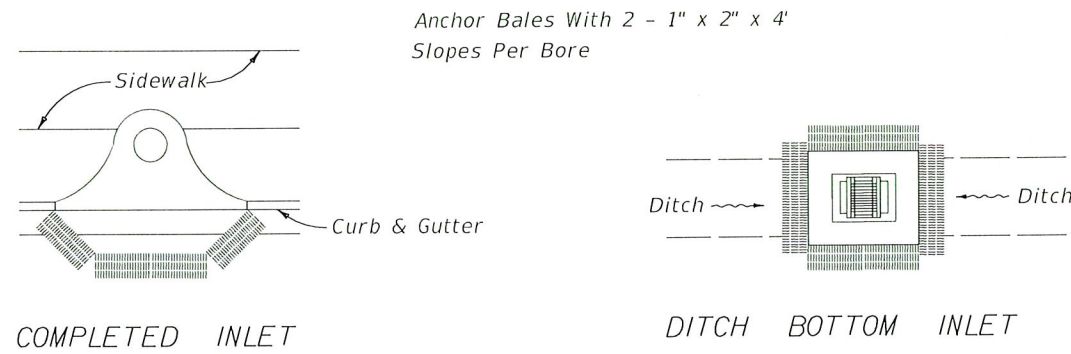 Anchor Bales With 2 - 1" x 2" x 4'
Slopes Per Bore
Sidewalk
Curb & Gutter
Ditch
Ditch
COMPLETED INLET
DITCH BOTTOM INLET